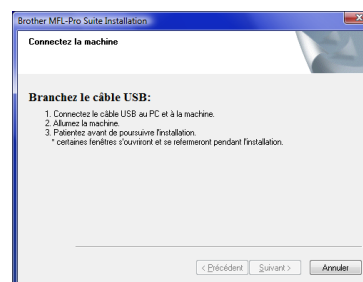 Brother MFL-Pro Suite Installation
Connectez la machine
Branchez le câble USB:
1. Connectez le câble USB au PC et à la machine.
2. Allumez la machine.
3. Patientez avant de poursuivre l'installation.
* certaines fenêtres s'ouvriront et se refermeront pendant l'installation.
< Précédent Suivant > Annuler